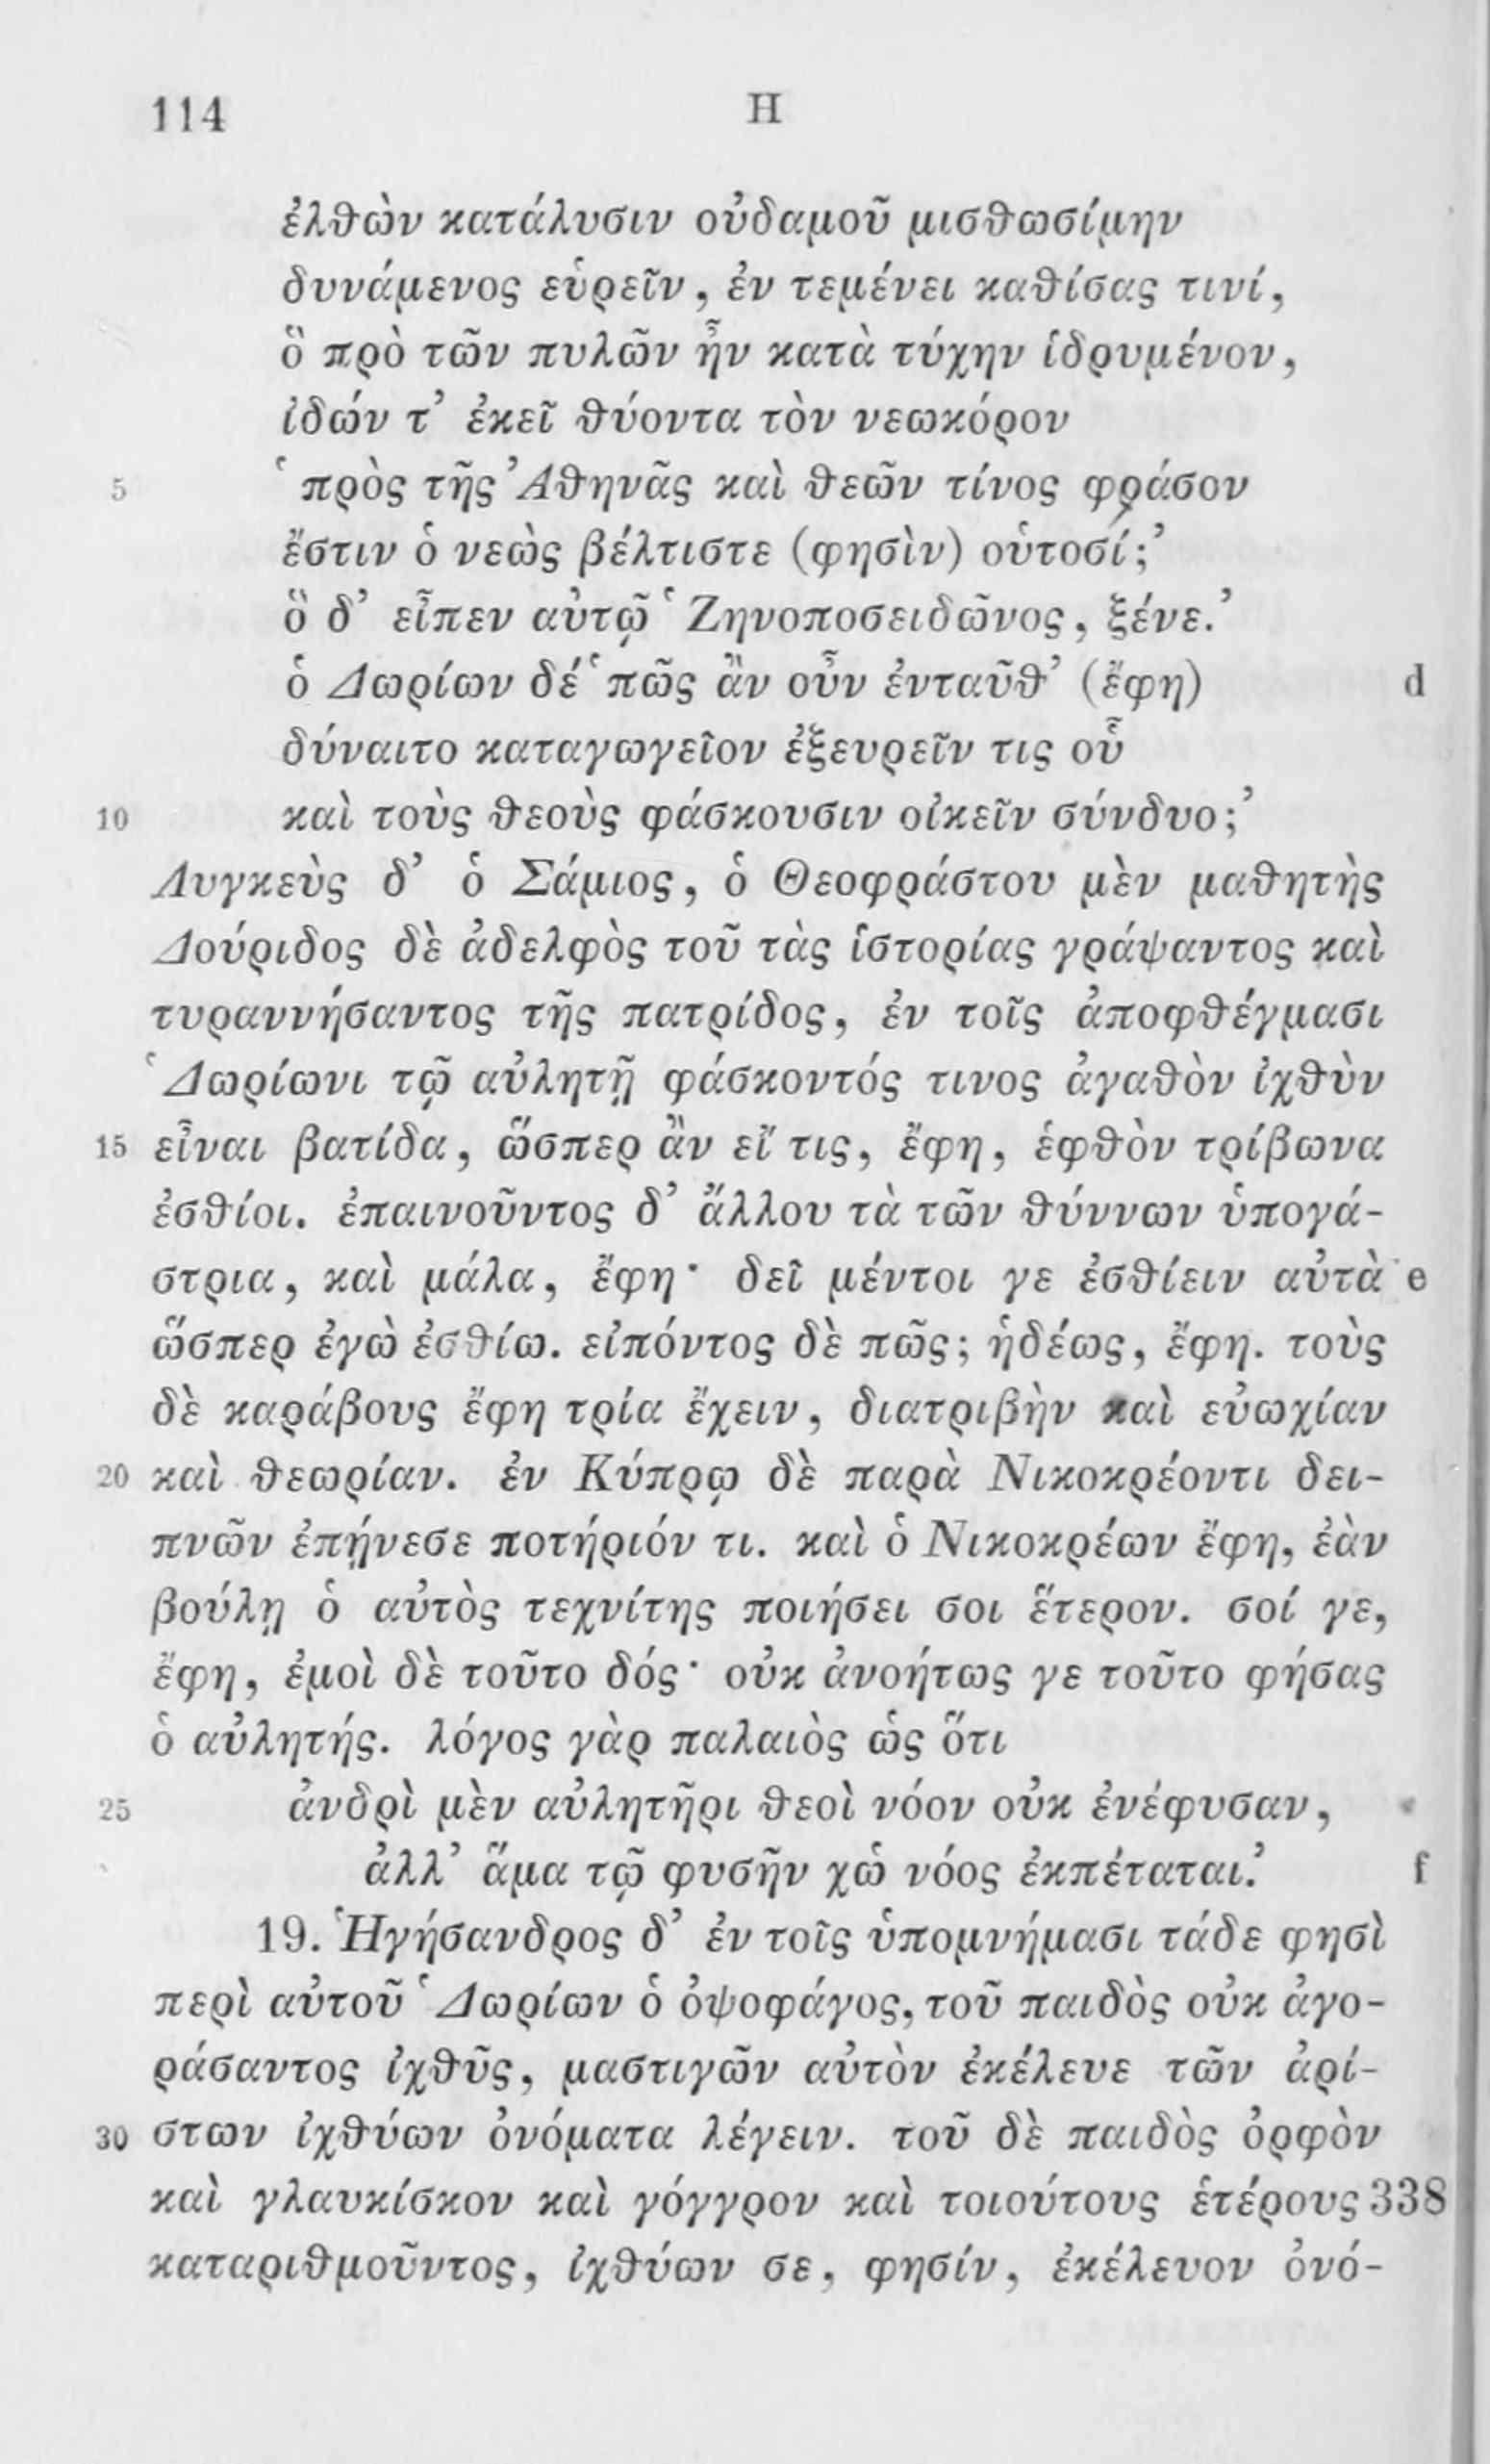 114 Η
ἐλθὼν κατάλυσιν οὐδαμοῦ μισθωσίμην
δυνάμενος εὑρεῖν, ἐν τεμένει καθίσας τινί,
ὃ πρὸ τῶν πυλῶν ἦν κατὰ τύχην ἱδρυμένον,
ἰδών τ’ ἐκεῖ θύοντα τὸν νεωκόρον
5 ‘πρὸς τῆς Ἀθηνᾶς καὶ θεῶν τίνος φράσον
ἔστιν ὁ νεὼς βέλτιστε (φησὶν) οὑτοσί;’
ὃ δ’ εἶπεν αὐτῷ ‘Ζηνοποσειδῶνος, ξένε.’
ὁ Δωρίων δέ ‘πῶς ἂν οὖν ἐνταῦθ’ (ἔφη) d
δύναιτο καταγωγεῖον ἐξευρεῖν τις οὗ
10 καὶ τοὺς θεοὺς φάσκουσιν οἰκεῖν σύνδυο;’
Λυγκεὺς δ’ ὁ Σάμιος, ὁ Θεοφράστου μὲν μαθητὴς
Δούριδος δὲ ἀδελφὸς τοῦ τὰς ἱστορίας γράψαντος καὶ
τυραννήσαντος τῆς πατρίδος, ἐν τοῖς ἀποφθέγμασι
‘Δωρίωνι τῷ αὐλητῇ φάσκοντός τινος ἀγαθὸν ἰχθὺν
15 εἶναι βατίδα, ὥσπερ ἂν εἴ τις, ἔφη, ἑφθὸν τρίβωνα
ἐσθίοι. ἐπαινοῦντος δ’ ἄλλου τὰ τῶν θύννων ὑπογά-
στρια, καὶ μάλα, ἔφη· δεῖ μέντοι γε ἐσθίειν αὐτὰ e
ὥσπερ ἐγὼ ἐσθίω. εἰπόντος δὲ πῶς; ἡδέως, ἔφη. τοὺς
δὲ καράβους ἔφη τρία ἔχειν, διατριβὴν καὶ εὐωχίαν
20 καὶ θεωρίαν. ἐν Κύπρῳ δὲ παρὰ Νικοκρέοντι δει-
πνῶν ἐπῄνεσε ποτήριόν τι. καὶ ὁ Νικοκρέων ἔφη, ἐὰν
βούλῃ ὁ αὐτὸς τεχνίτης ποιήσει σοι ἕτερον. σοί γε,
ἔφη, ἐμοὶ δὲ τοῦτο δός· οὐκ ἀνοήτως γε τοῦτο φήσας
ὁ αὐλητής. λόγος γὰρ παλαιὸς ὡς ὅτι
25 ἀνδρὶ μὲν αὐλητῆρι θεοὶ νόον οὐκ ἐνέφυσαν,
ἀλλ’ ἅμα τῷ φυσῆν χὠ νόος ἐκπέταται.’ f
19. Ἡγήσανδρος δ’ ἐν τοῖς ὑπομνήμασι τάδε φησὶ
περὶ αὐτοῦ ‘Δωρίων ὁ ὀψοφάγος, τοῦ παιδὸς οὐκ ἀγο-
ράσαντος ἰχθῦς, μαστιγῶν αὐτὸν ἐκέλευε τῶν ἀρί-
30 στων ἰχθύων ὀνόματα λέγειν. τοῦ δὲ παιδὸς ὀρφὸν
καὶ γλαυκίσκον καὶ γόγγρον καὶ τοιούτους ἑτέρους 338
καταριθμοῦντος, ἰχθύων σε, φησίν, ἐκέλευον ὀνό-